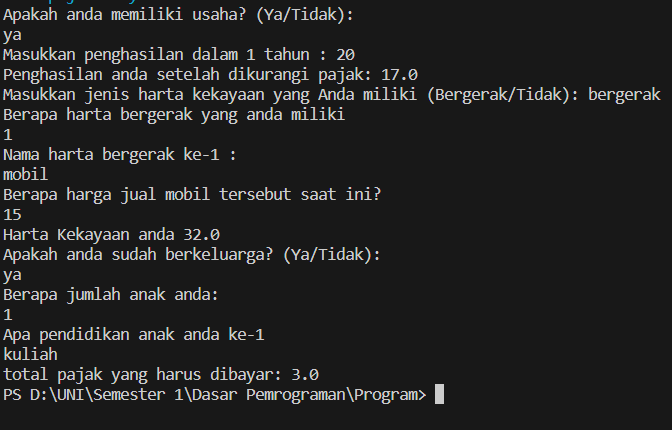 Apakah anda memiliki usaha? (Ya/Tidak):
ya
Masukkan penghasilan dalam 1 tahun : 20
Penghasilan anda setelah dikurangi pajak: 17.0
Masukkan jenis harta kekayaan yang Anda miliki (Bergerak/Tidak): bergerak
Berapa harta bergerak yang anda miliki
1
Nama harta bergerak ke-1 :
mobil
Berapa harga jual mobil tersebut saat ini?
15
Harta Kekayaan anda 32.0
Apakah anda sudah berkeluarga? (Ya/Tidak):
ya
Berapa jumlah anak anda:
1
Apa pendidikan anak anda ke-1
kuliah
total pajak yang harus dibayar: 3.0
PS D:\UNI\Semester 1\Dasar Pemrograman\Program>